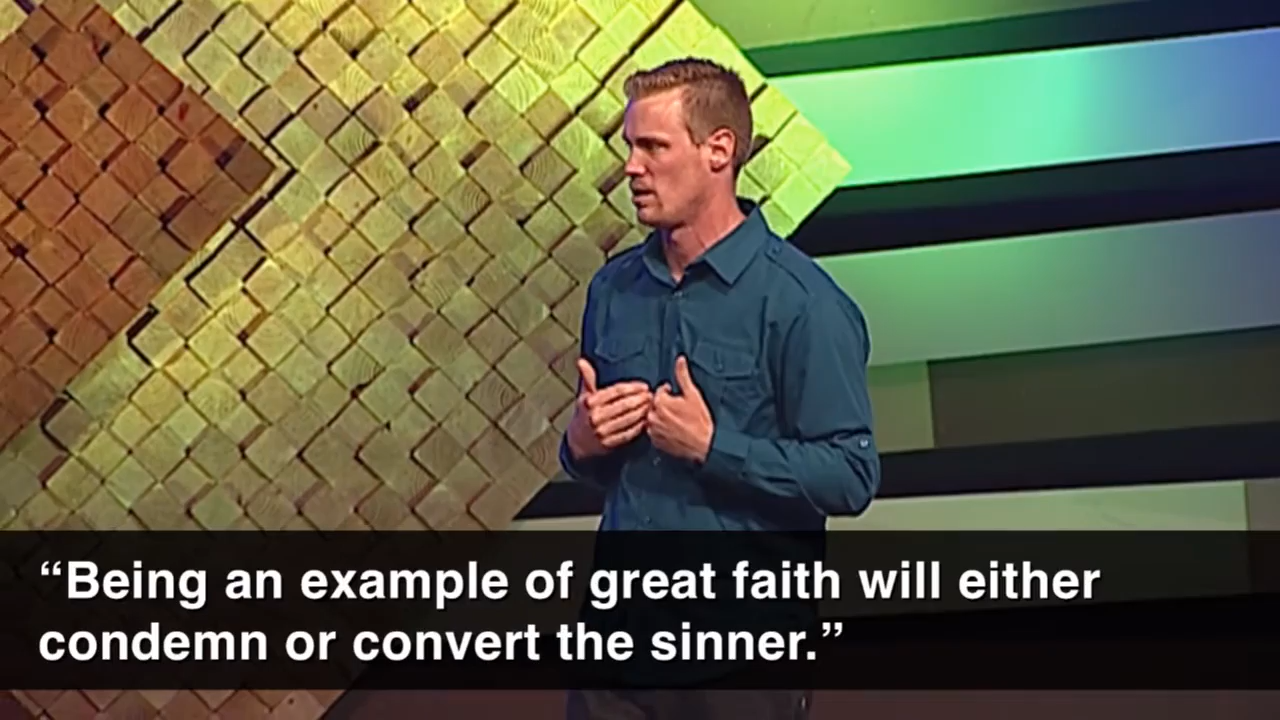 “Being an example of great faith will either
condemn or convert the sinner.”